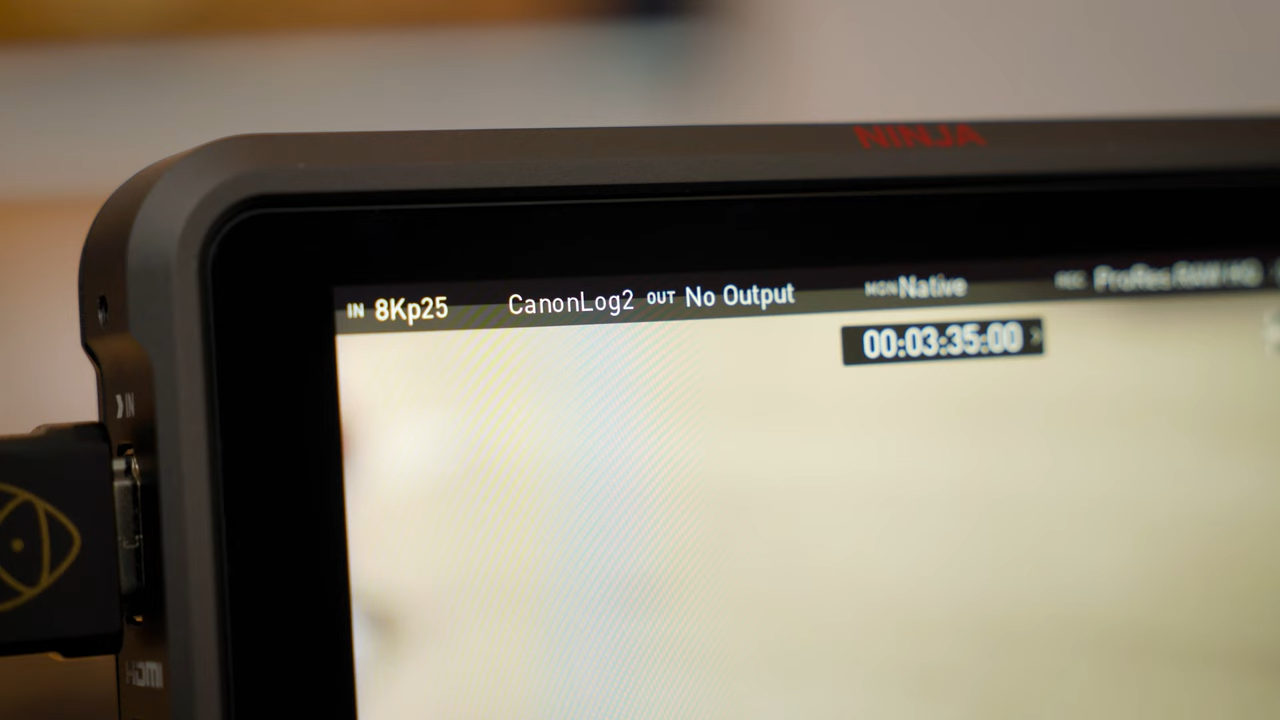 NINJA
IN 8Kp25 CanonLog2 OUT No Output MON Native REC ProRes RAW HQ
00:03:35:00
IN
HDMI